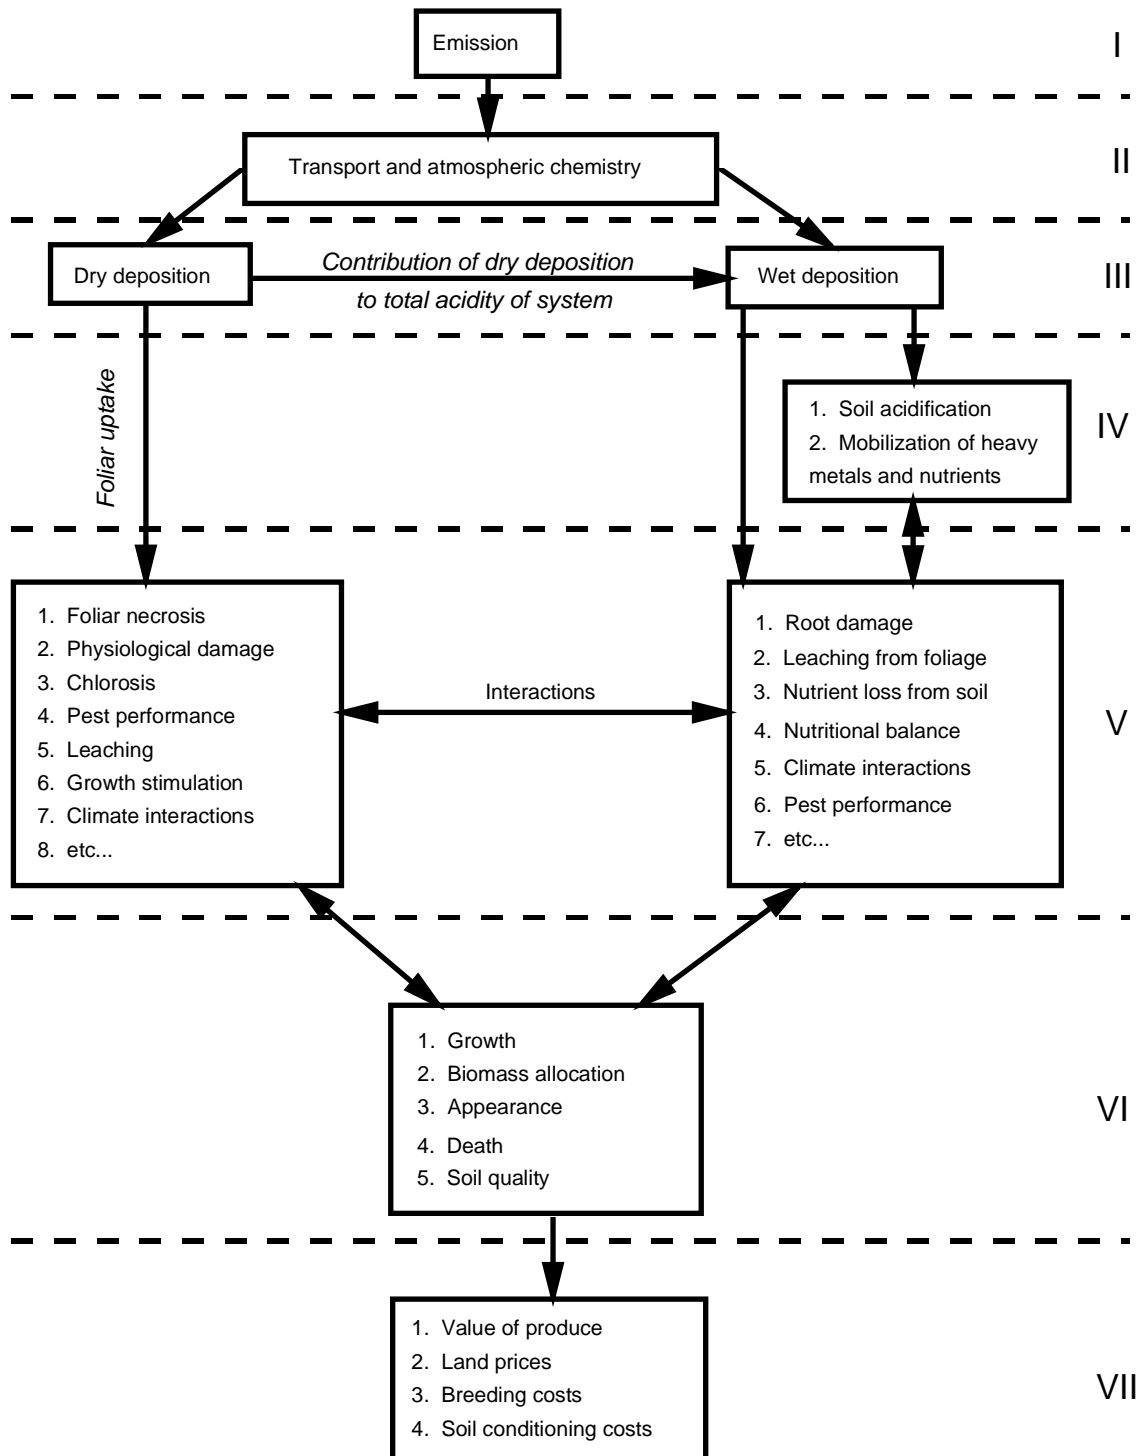 Emission
I
Transport and atmospheric chemistry
II
Dry deposition
Contribution of dry deposition
to total acidity of system
Wet deposition
III
Foliar uptake
1. Soil acidification
2. Mobilization of heavy
metals and nutrients
IV
1. Foliar necrosis
2. Physiological damage
3. Chlorosis
4. Pest performance
5. Leaching
6. Growth stimulation
7. Climate interactions
8. etc...
Interactions
1. Root damage
2. Leaching from foliage
3. Nutrient loss from soil
4. Nutritional balance
5. Climate interactions
6. Pest performance
7. etc...
V
1. Growth
2. Biomass allocation
3. Appearance
4. Death
5. Soil quality
VI
1. Value of produce
2. Land prices
3. Breeding costs
4. Soil conditioning costs
VII